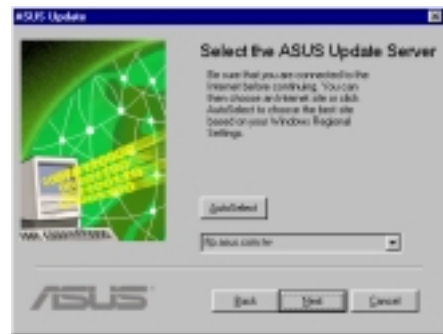 ASUS Update
Select the ASUS Update Server
Be sure that you are connected to the
Internet before continuing. You can
then choose an Internet site or click
AutoSelect to choose the best site
based on your Windows Regional
Settings.
AutoSelect
ftp.asus.com.tw
ASUS
Back
Next
Cancel